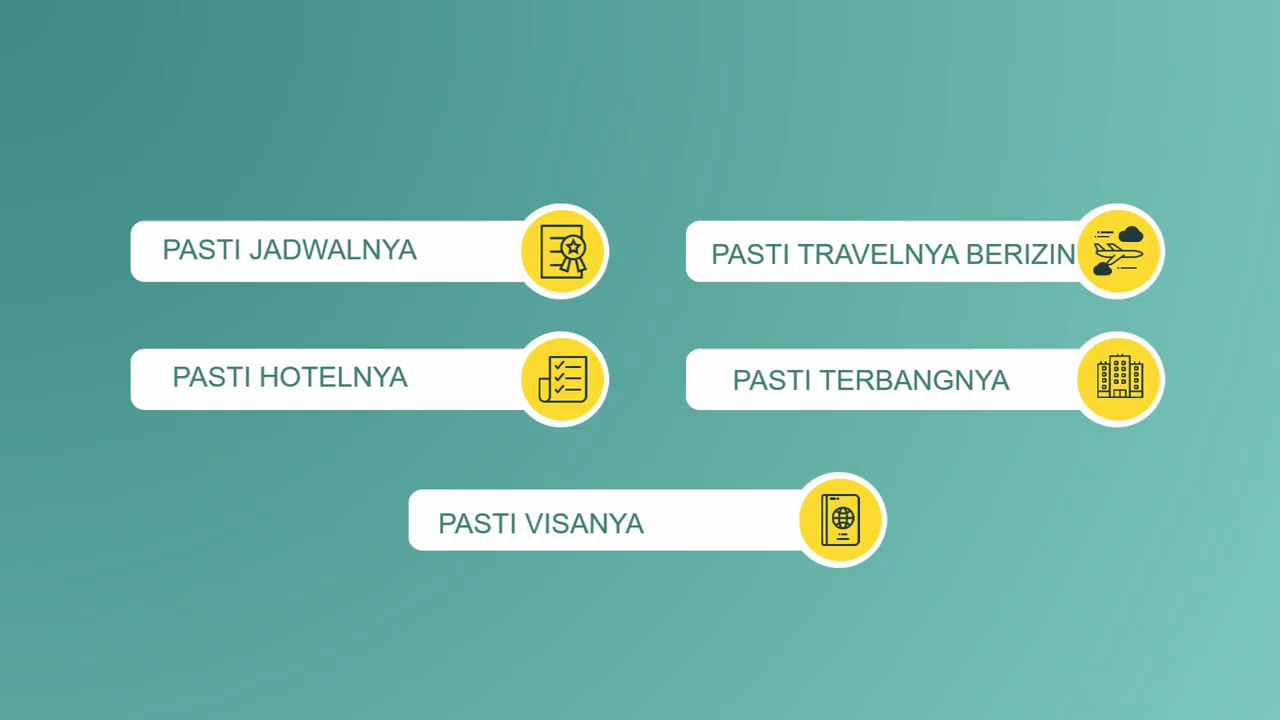 PASTI JADWALNYA
PASTI TRAVELNYA BERIZIN
PASTI HOTELNYA
PASTI TERBANGNYA
PASTI VISANYA